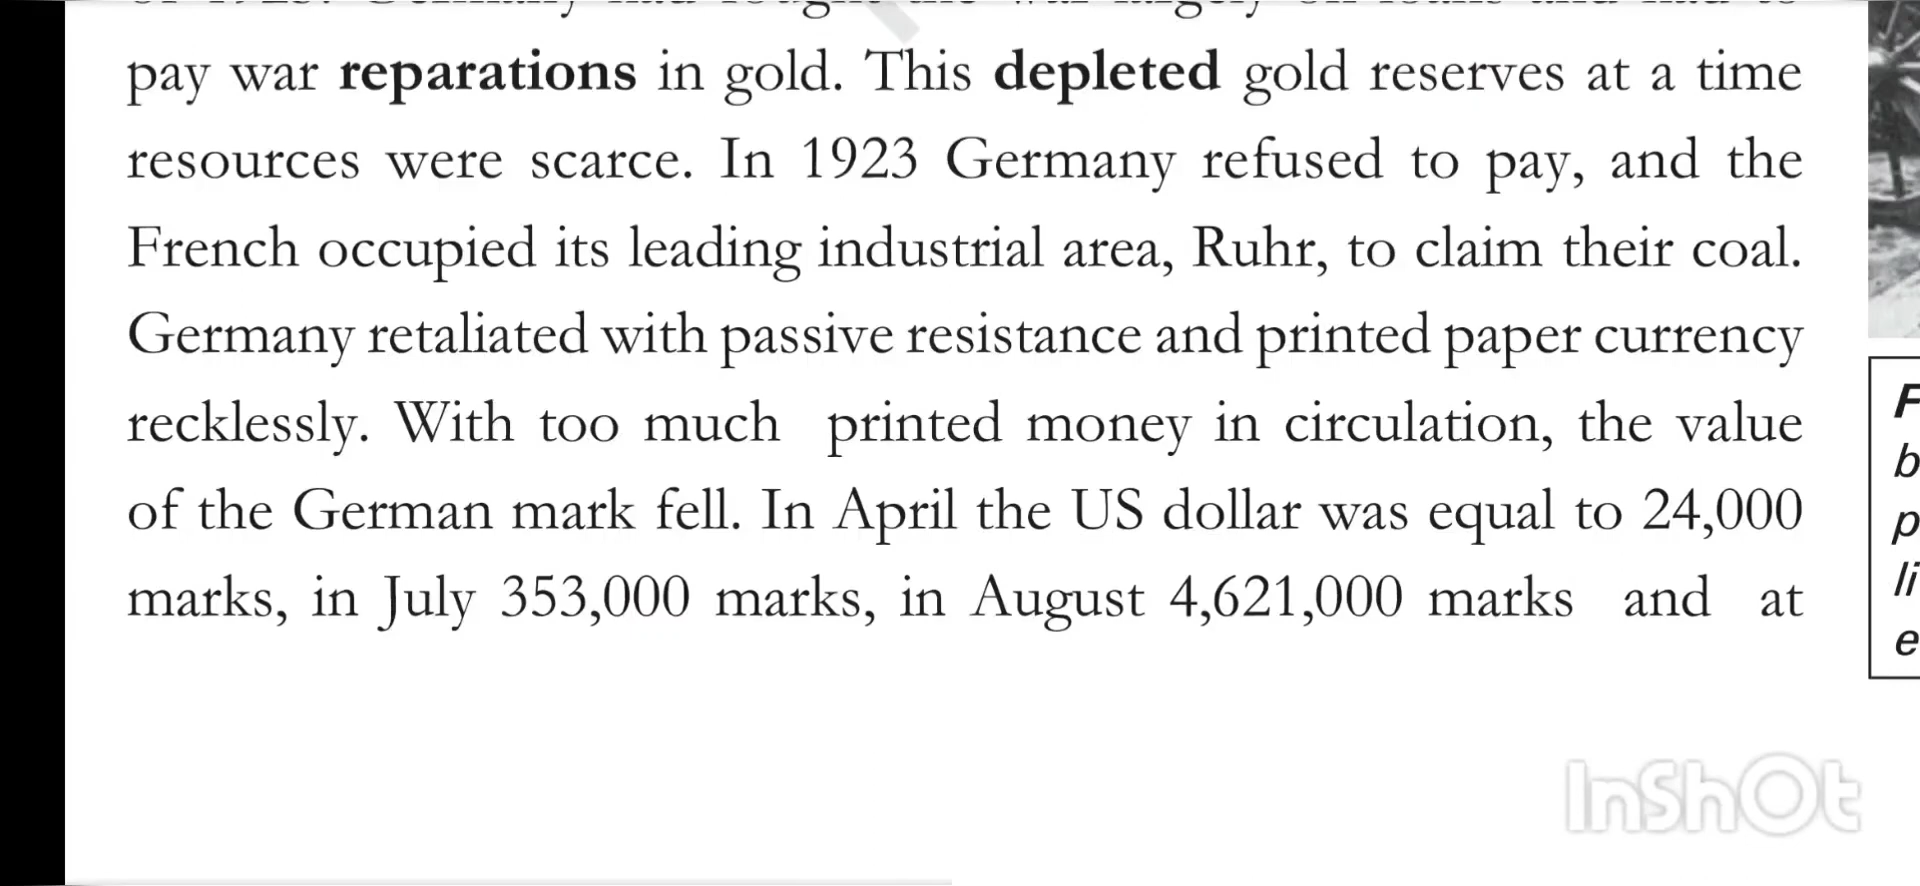 pay war reparations in gold. This depleted gold reserves at a time
resources were scarce. In 1923 Germany refused to pay, and the
French occupied its leading industrial area, Ruhr, to claim their coal.
Germany retaliated with passive resistance and printed paper currency
recklessly. With too much printed money in circulation, the value
of the German mark fell. In April the US dollar was equal to 24,000
marks, in July 353,000 marks, in August 4,621,000 marks and at
F
b
p
li
e
InShOt